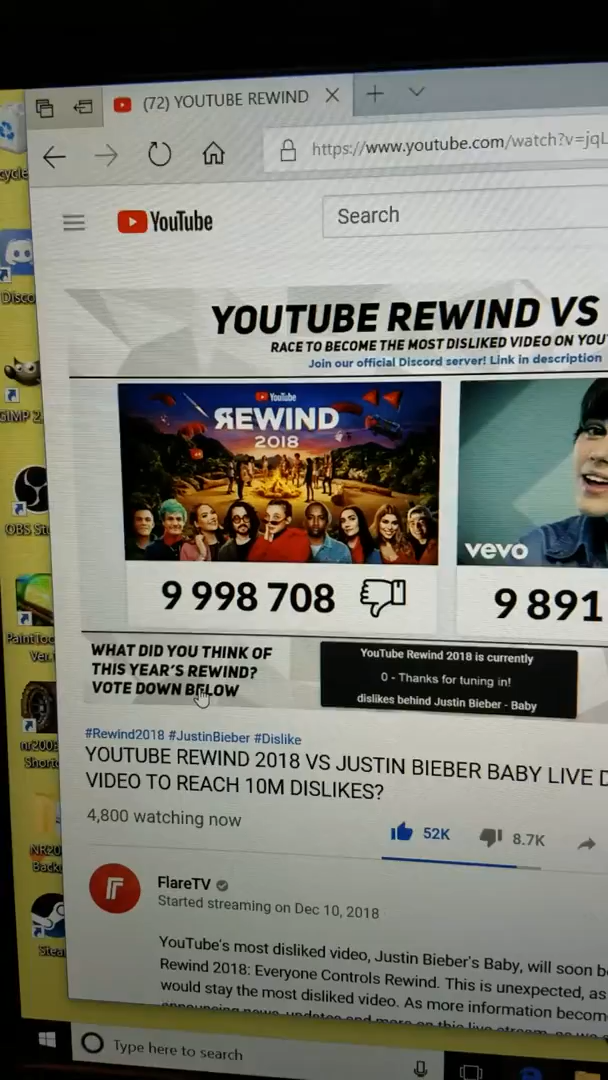 (72) YOUTUBE REWIND
https://www.youtube.com/watch?v=jqL
YouTube
Search
YOUTUBE REWIND VS
RACE TO BECOME THE MOST DISLIKED VIDEO ON YOU
Join our official Discord server! Link in description
YouTube
REWIND
2018
vevo
9 998 708
9 891
WHAT DID YOU THINK OF
THIS YEAR'S REWIND?
VOTE DOWN BELOW
YouTube Rewind 2018 is currently
0 - Thanks for tuning in!
dislikes behind Justin Bieber - Baby
#Rewind2018 #JustinBieber #Dislike
YOUTUBE REWIND 2018 VS JUSTIN BIEBER BABY LIVE D
VIDEO TO REACH 10M DISLIKES?
4,800 watching now
52K
8.7K
FlareTV
Started streaming on Dec 10, 2018
YouTube's most disliked video, Justin Bieber's Baby, will soon b
Rewind 2018: Everyone Controls Rewind. This is unexpected, as
would stay the most disliked video. As more information becom
ecycle
Disco
GIMP 2.
OBS St
PaintToo
Ver.1
Short
NR20
Back
Stea
Type here to search